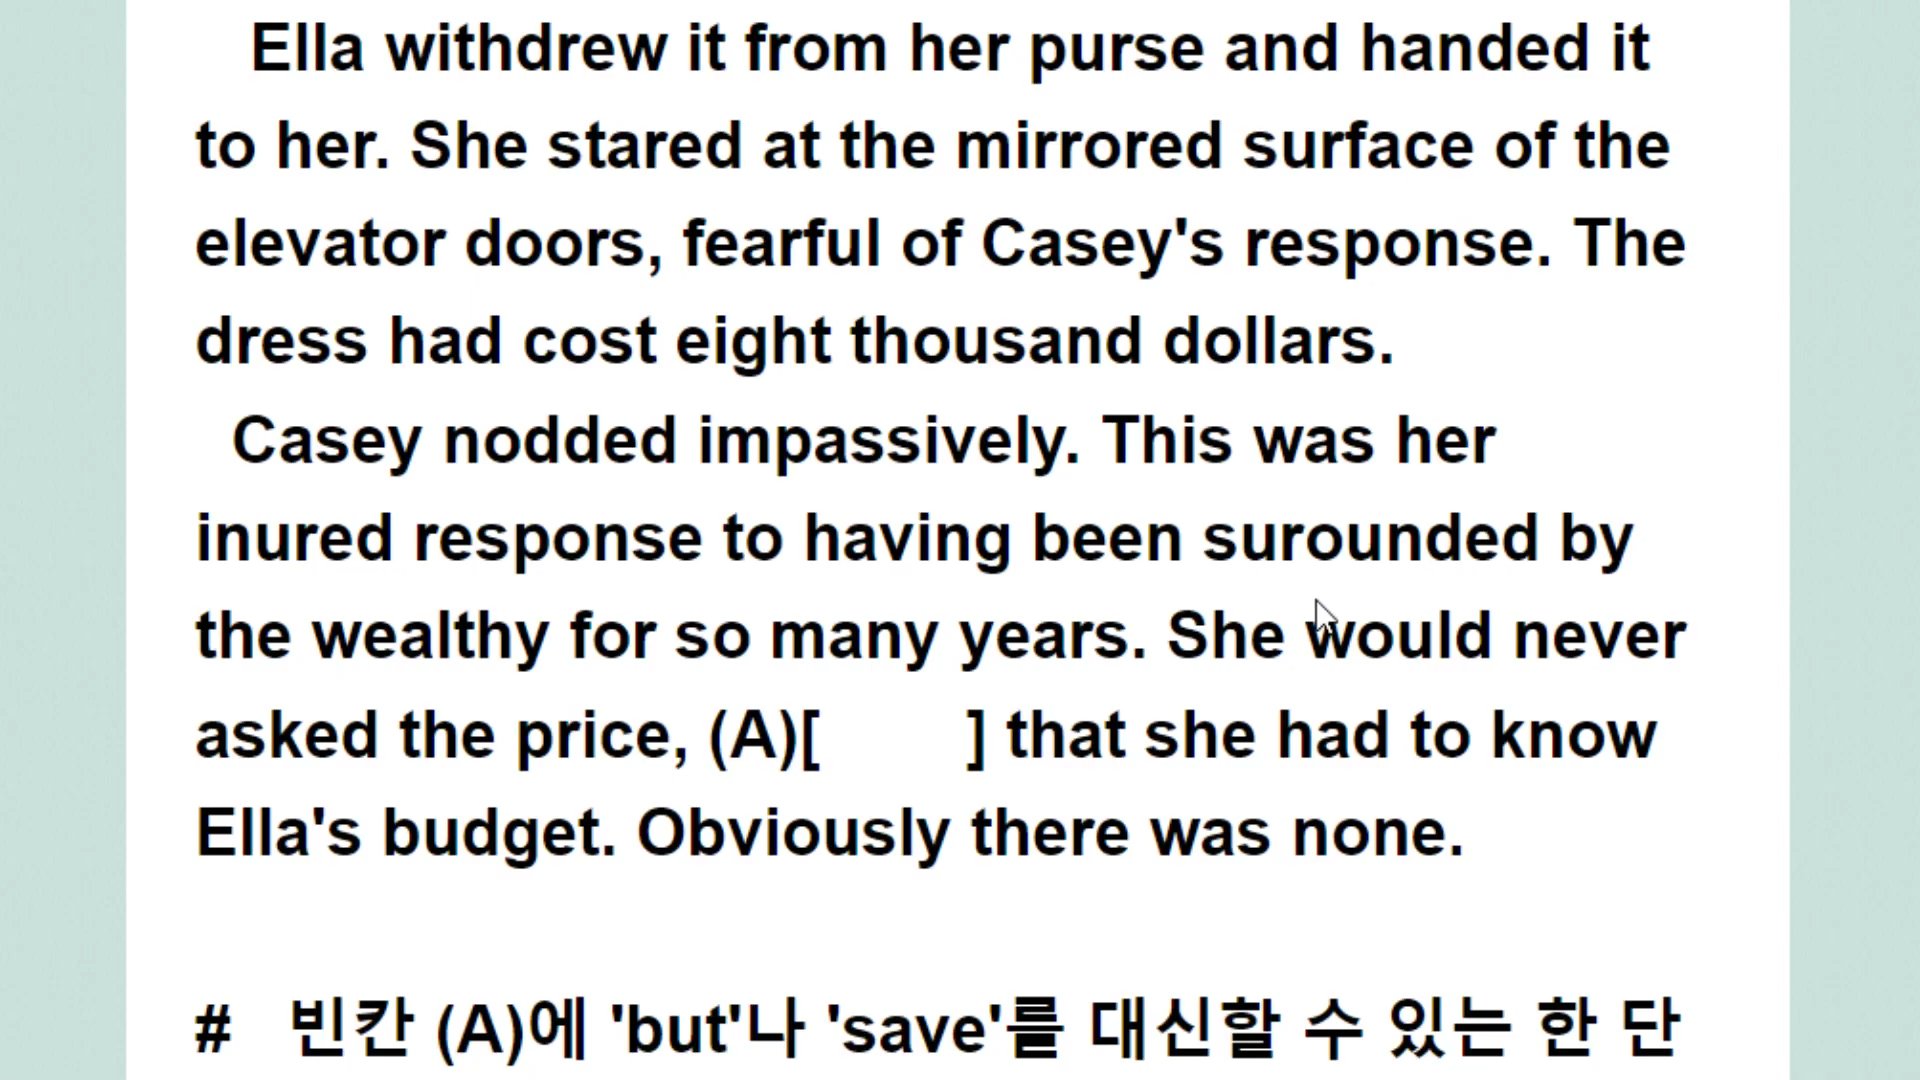 Ella withdrew it from her purse and handed it
to her. She stared at the mirrored surface of the
elevator doors, fearful of Casey's response. The
dress had cost eight thousand dollars.
Casey nodded impassively. This was her
inured response to having been surounded by
the wealthy for so many years. She would never
asked the price, (A)[ ] that she had to know
Ella's budget. Obviously there was none.
# 빈칸 (A)에 'but'나 'save'를 대신할 수 있는 한 단